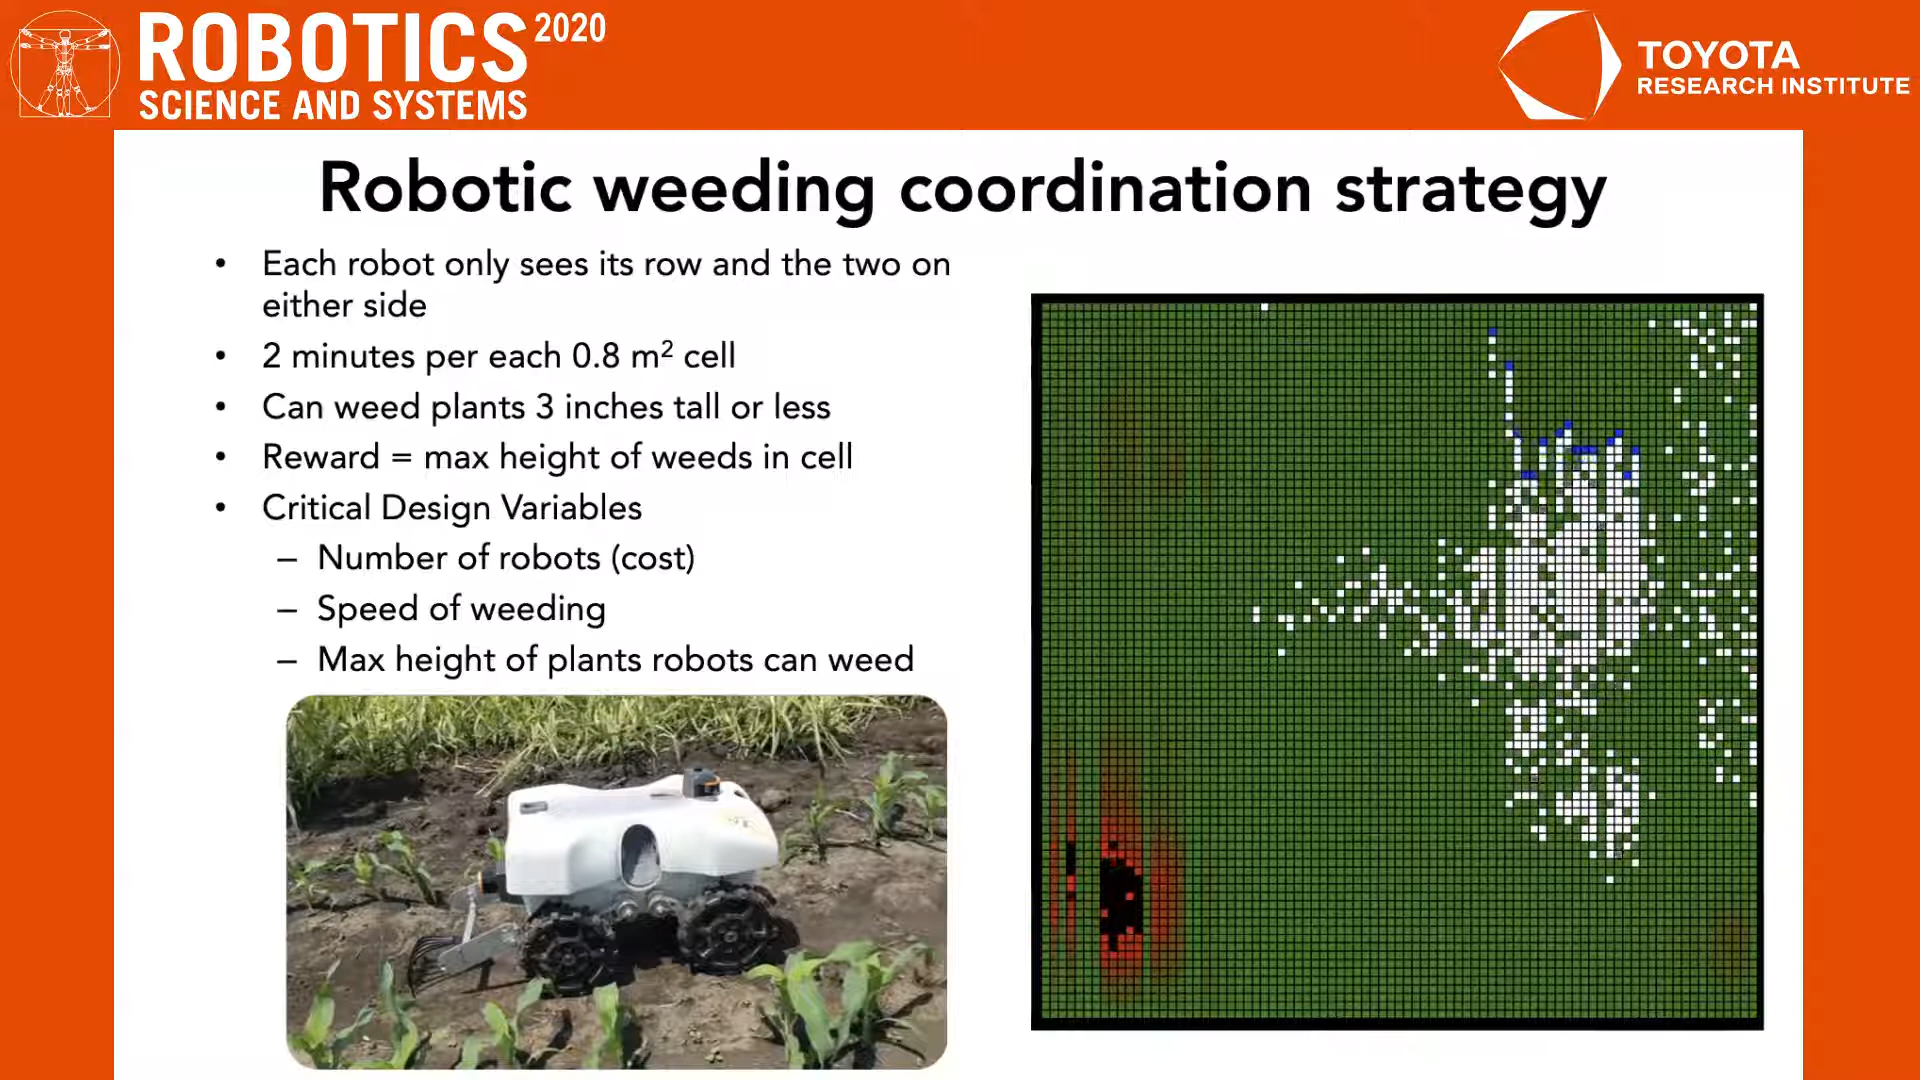 ROBOTICS 2020
SCIENCE AND SYSTEMS
TOYOTA
RESEARCH INSTITUTE
Robotic weeding coordination strategy
• Each robot only sees its row and the two on
either side
• 2 minutes per each 0.8 m² cell
• Can weed plants 3 inches tall or less
• Reward = max height of weeds in cell
• Critical Design Variables
– Number of robots (cost)
– Speed of weeding
– Max height of plants robots can weed